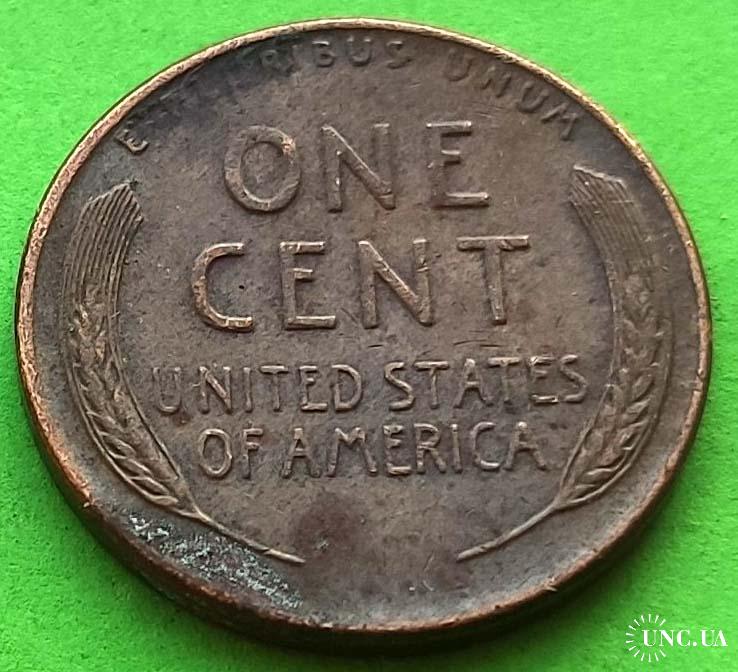 E PLURIBUS UNUM
ONE
CENT
UNITED STATES
OF AMERICA
UNC.UA